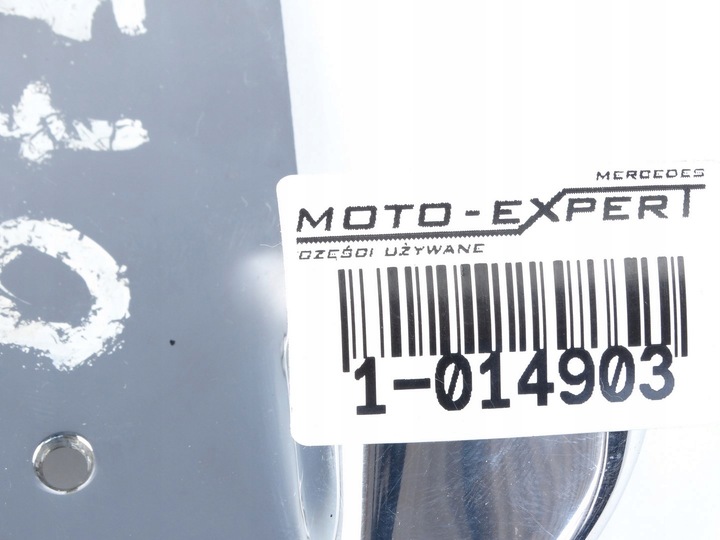 MERCEDES
MOTO-EXPERT
CZĘŚCI UŻYWANE
1-014903